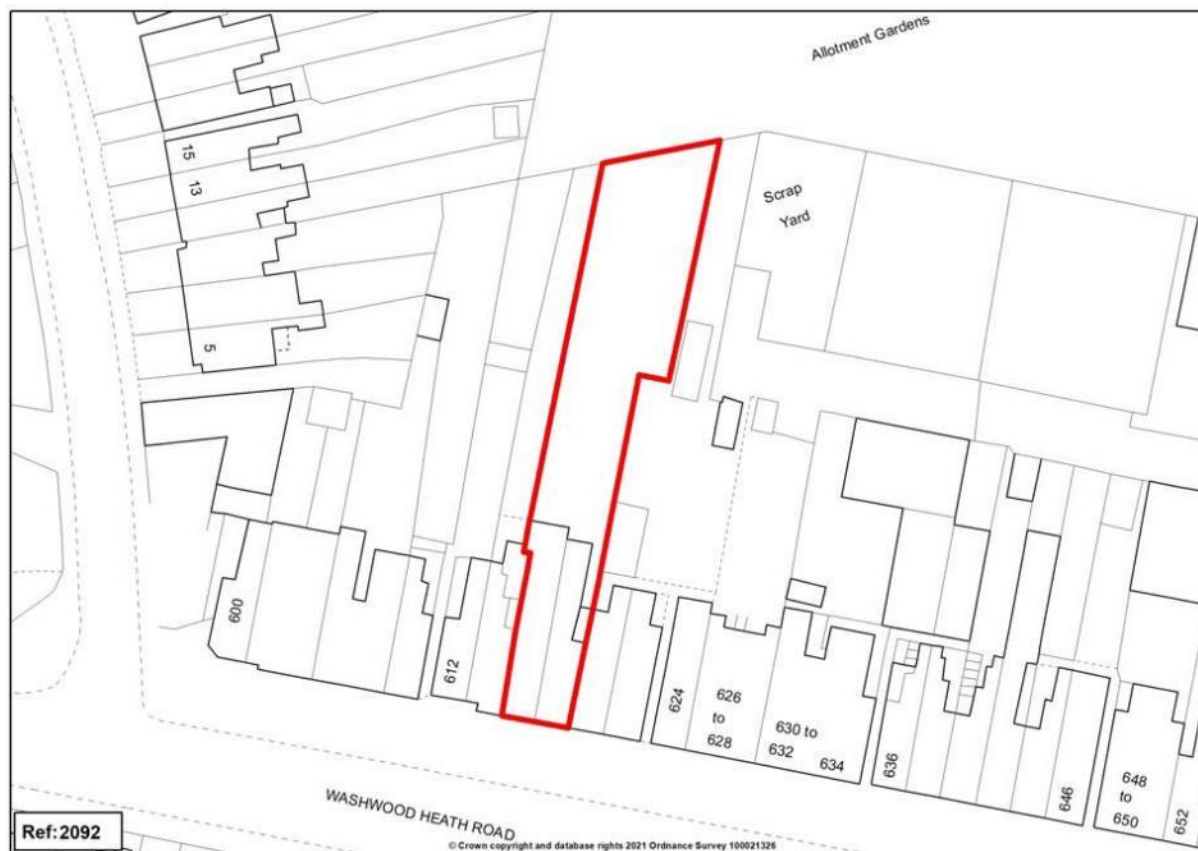 Allotment Gardens
15
13
Scrap
Yard
5
600
612
624
626
to
628
630 to
632
634
636
646
648
to
650
652
WASHWOOD HEATH ROAD
Ref:2092
© Crown copyright and database rights 2021 Ordnance Survey 100021326